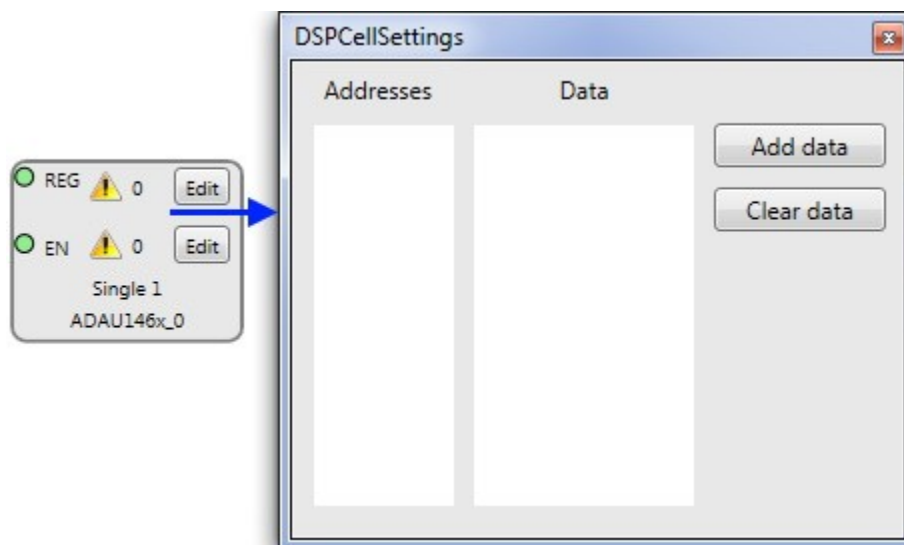 DSPCellSettings
Addresses
Data
Add data
Clear data
REG 0 Edit
EN 0 Edit
Single 1
ADAU146x_0